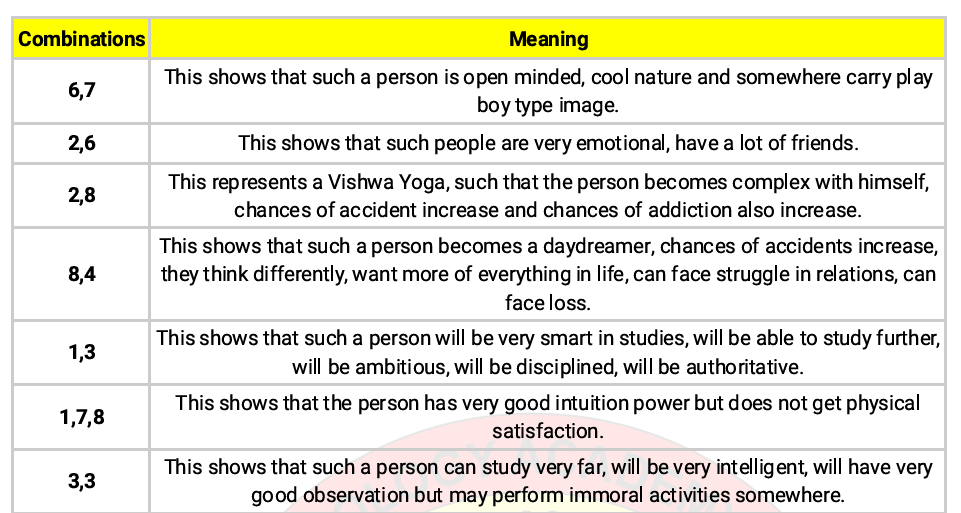 Combinations Meaning
6,7 This shows that such a person is open minded, cool nature and somewhere carry play
boy type image.
2,6 This shows that such people are very emotional, have a lot of friends.
2,8 This represents a Vishwa Yoga, such that the person becomes complex with himself,
chances of accident increase and chances of addiction also increase.
8,4 This shows that such a person becomes a daydreamer, chances of accidents increase,
they think differently, want more of everything in life, can face struggle in relations, can
face loss.
1,3 This shows that such a person will be very smart in studies, will be able to study further,
will be ambitious, will be disciplined, will be authoritative.
1,7,8 This shows that the person has very good intuition power but does not get physical
satisfaction.
3,3 This shows that such a person can study very far, will be very intelligent, will have very
good observation but may perform immoral activities somewhere.